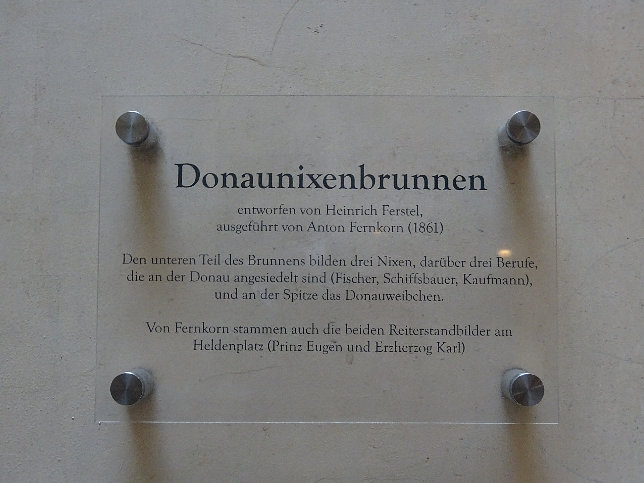 Donaunixenbrunnen
entworfen von Heinrich Ferstel,
ausgeführt von Anton Fernkorn (1861)
Den unteren Teil des Brunnens bilden drei Nixen, darüber drei Berufe,
die an der Donau angesiedelt sind (Fischer, Schiffsbauer, Kaufmann),
und an der Spitze das Donauweibchen.
Von Fernkorn stammen auch die beiden Reiterstandbilder am
Heldenplatz (Prinz Eugen und Erzherzog Karl)